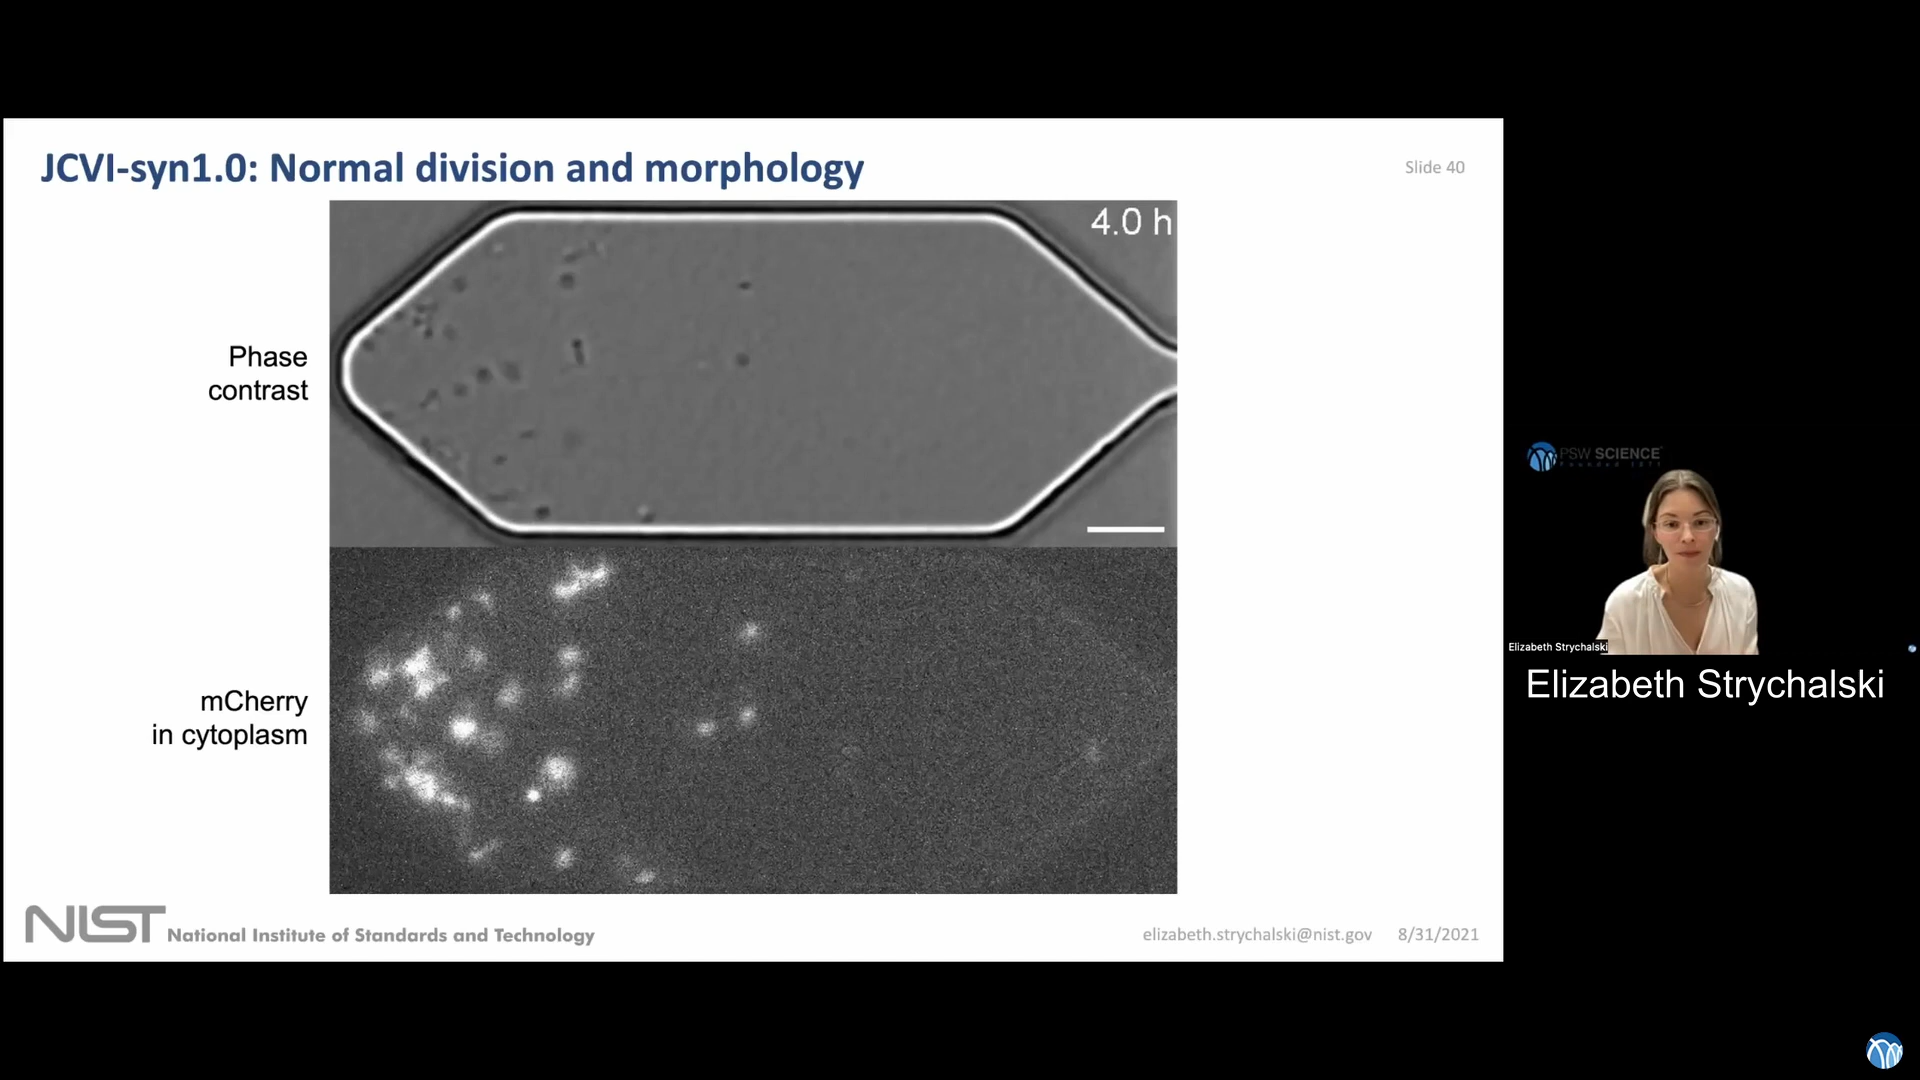 JCVI-syn1.0: Normal division and morphology
Slide 40
4.0 h
Phase
contrast
mCherry
in cytoplasm
NIST National Institute of Standards and Technology
elizabeth.strychalski@nist.gov 8/31/2021
PSW SCIENCE
Elizabeth Strychalski
Elizabeth Strychalski